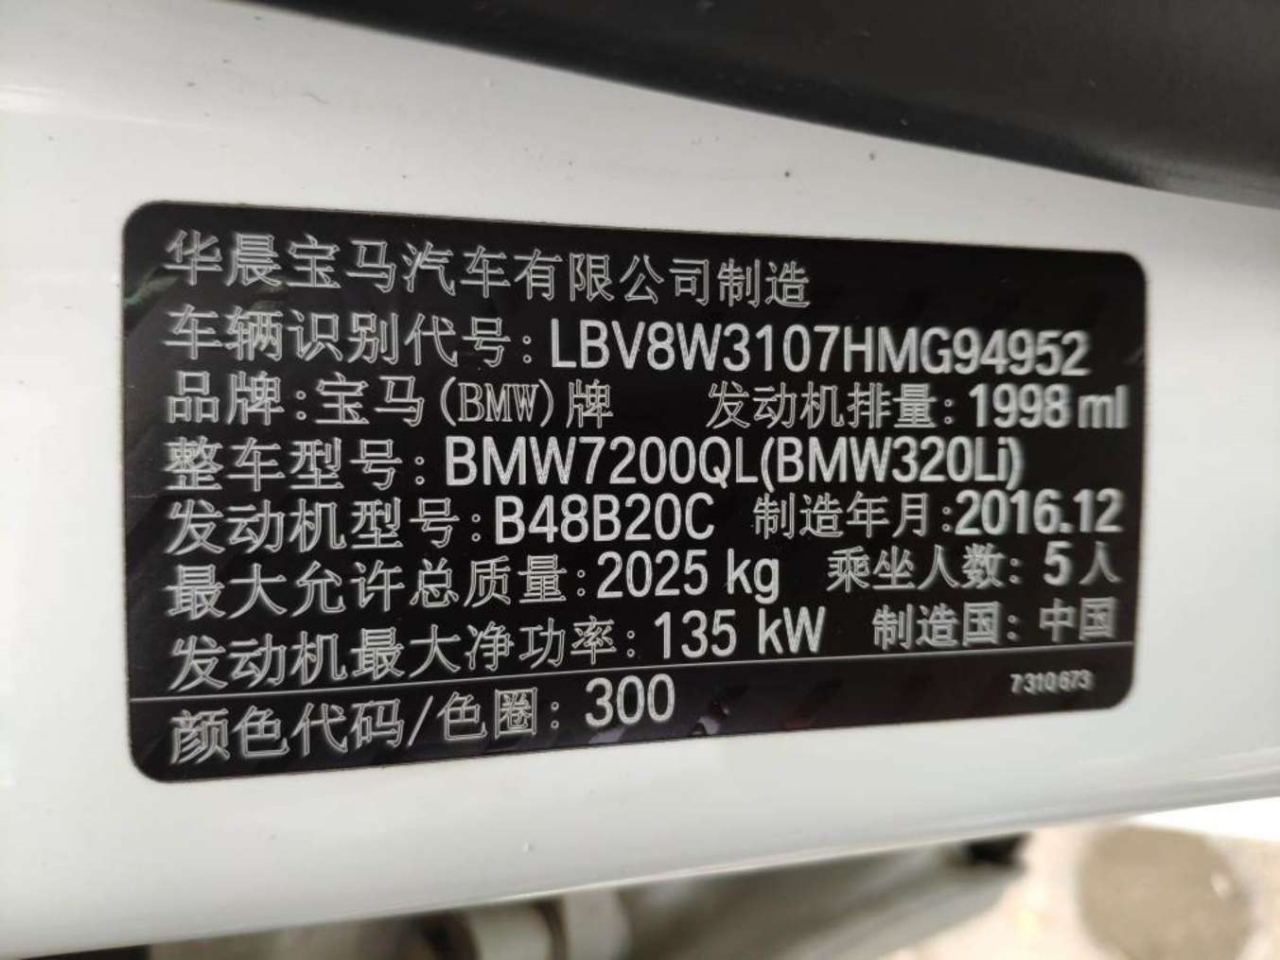 华晨宝马汽车有限公司制造
车辆识别代号: LBV8W3107HMG94952
品牌:宝马(BMW)牌 发动机排量: 1998 ml
整车型号: BMW7200QL(BMW320Li)
发动机型号: B48B20C 制造年月:2016.12
最大允许总质量: 2025 kg 乘坐人数: 5人
发动机最大净功率: 135 kW 制造国: 中国
颜色代码/色圈: 300 7310673